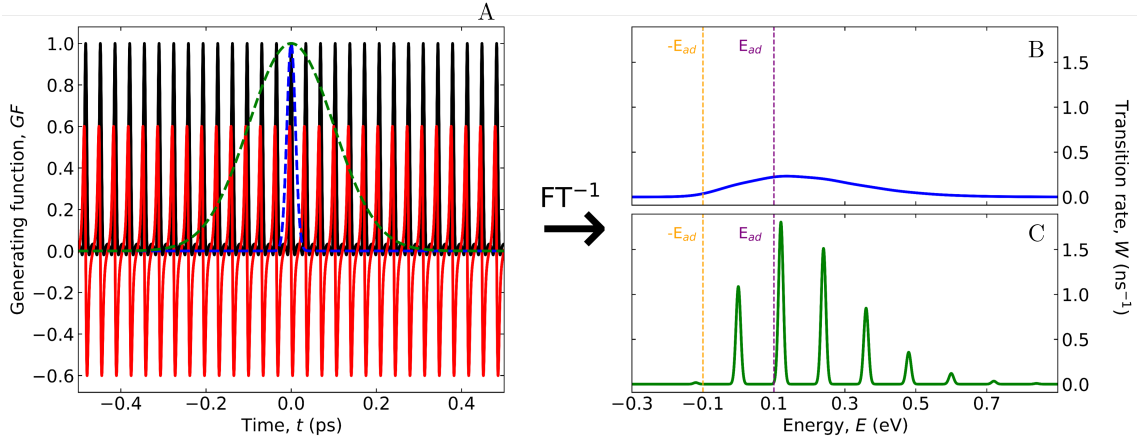 A
Generating function, GF
1.0
0.8
0.6
0.4
0.2
0.0
−0.2
−0.4
−0.6
−0.4
−0.2
0.0
0.2
0.4
Time, t (ps)
FT⁻¹
-E_ad
E_ad
B
1.5
1.0
0.5
0.0
-E_ad
E_ad
C
1.5
1.0
0.5
0.0
Transition rate, W (ns⁻¹)
−0.3
−0.1
0.1
0.3
0.5
0.7
Energy, E (eV)